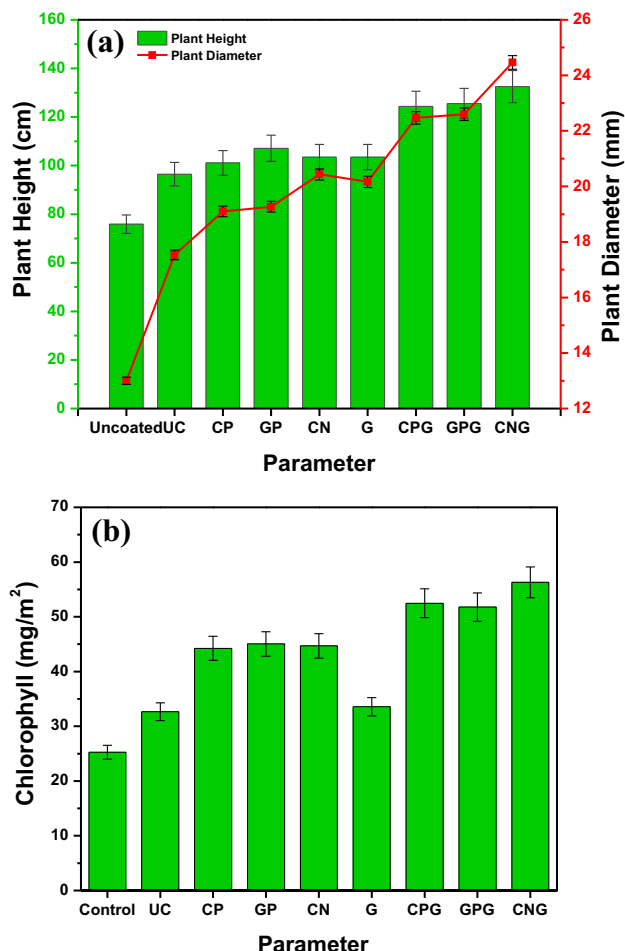 (a)
Plant Height
Plant Diameter
160
140
120
100
80
60
40
20
0
Plant Height (cm)
26
24
22
20
18
16
14
13
12
Plant Diameter (mm)
Uncoated UC CP GP CN G CPG GPG CNG
Parameter
(b)
70
60
50
40
30
20
10
0
Chlorophyll (mg/m²)
Control UC CP GP CN G CPG GPG CNG
Parameter